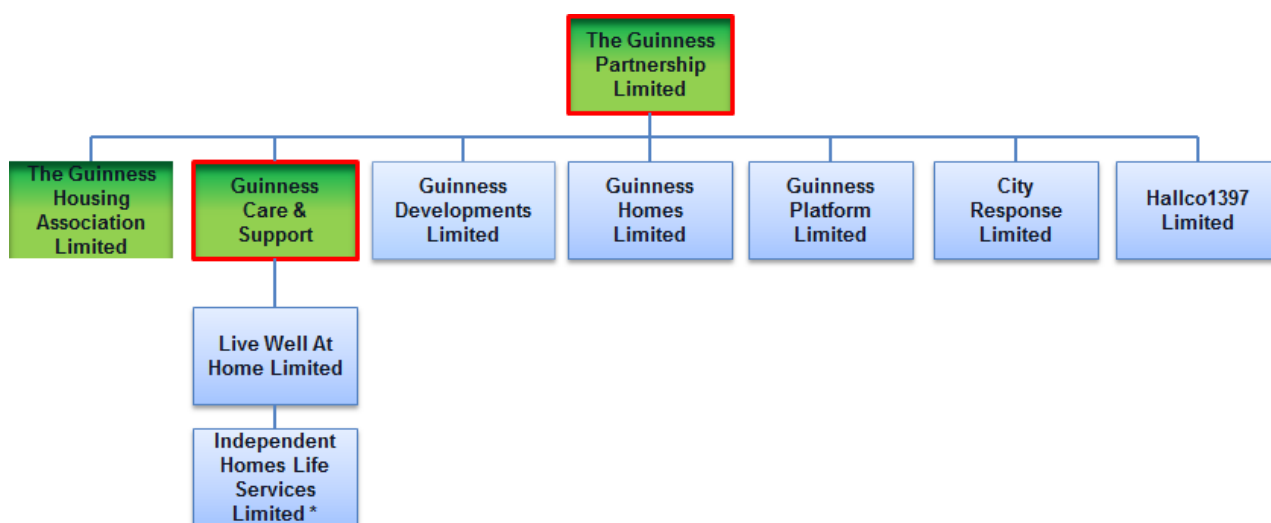 The Guinness
Partnership
Limited
The Guinness
Housing
Association
Limited
Guinness
Care &
Support
Guinness
Developments
Limited
Guinness
Homes
Limited
Guinness
Platform
Limited
City
Response
Limited
Hallco1397
Limited
Live Well At
Home Limited
Independent
Homes Life
Services
Limited *